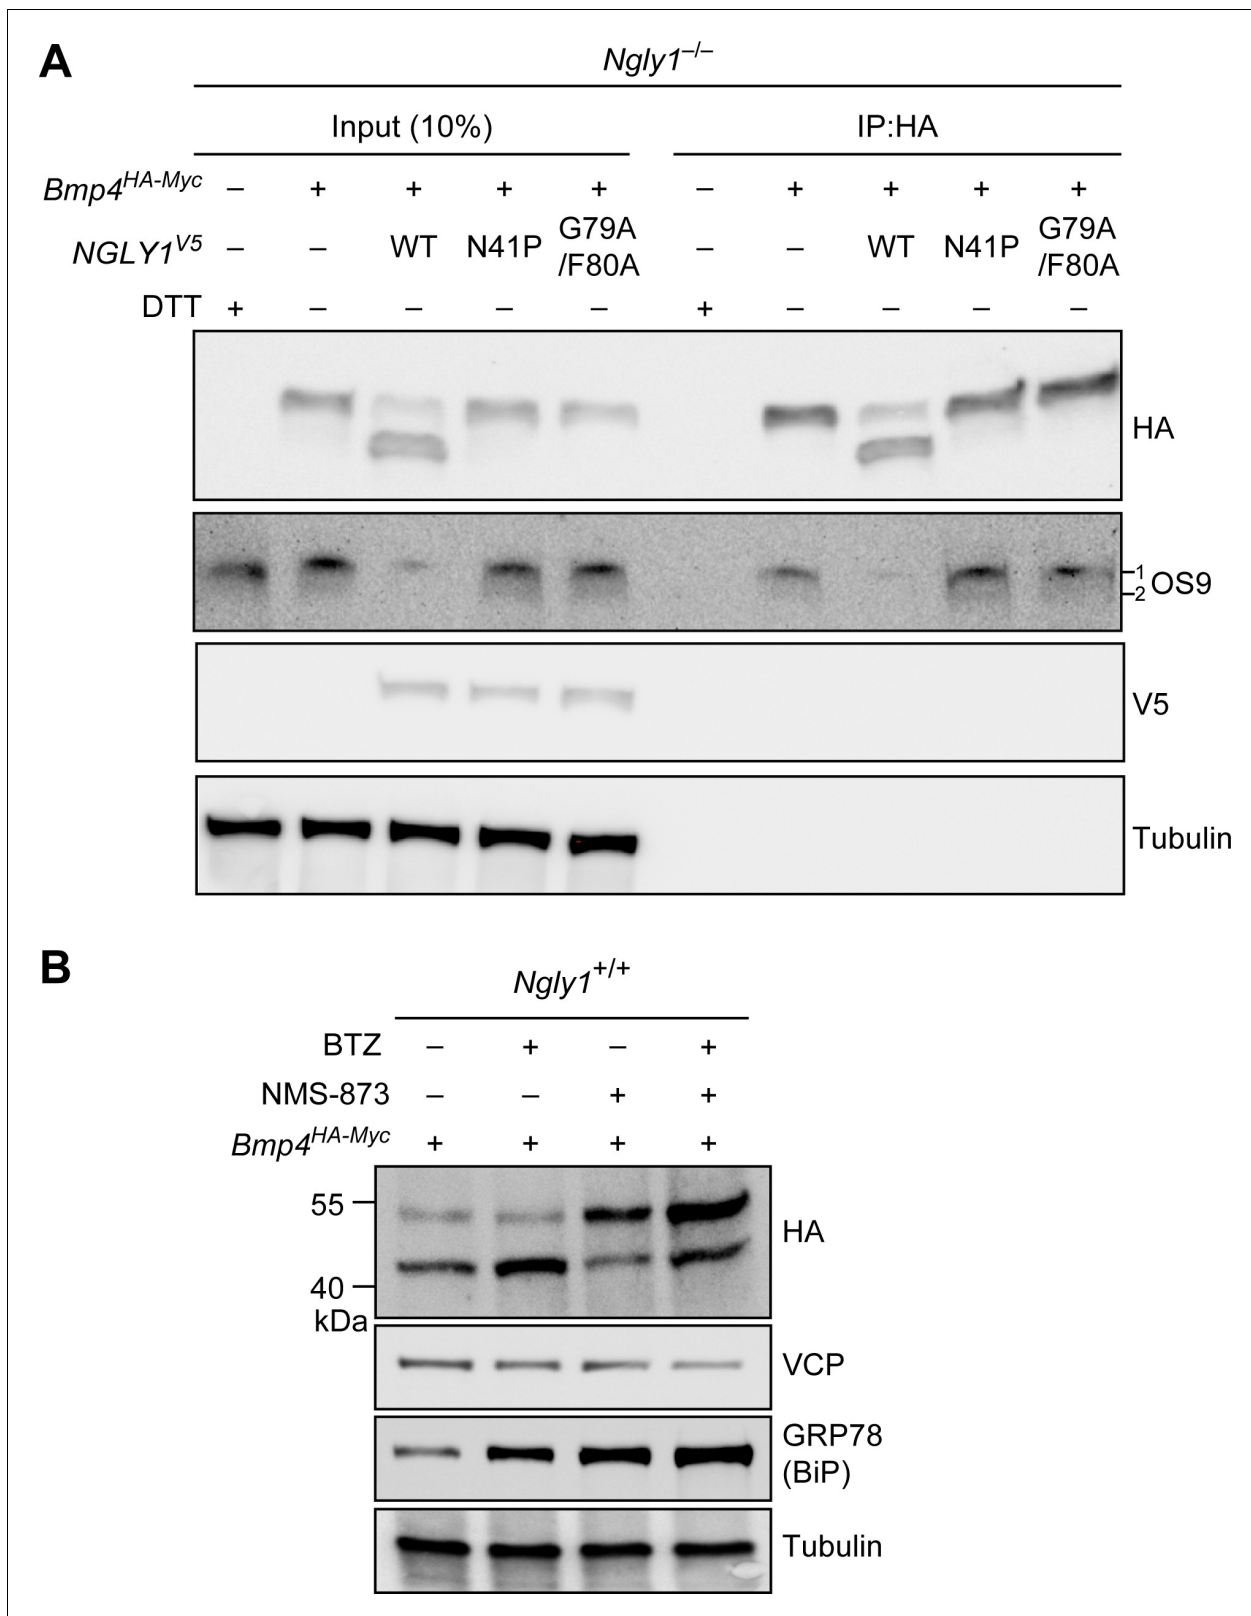 A
Ngly1–/–
Input (10%) IP:HA
Bmp4HA-Myc – + + + + – + + + +
NGLY1V5 – – WT N41P G79A /F80A – – WT N41P G79A /F80A
DTT + – – – – + – – – –
HA
1
2 OS9
V5
Tubulin
B
Ngly1+/+
BTZ – + – +
NMS-873 – – + +
Bmp4HA-Myc + + + +
55
HA
40
kDa
VCP
GRP78
(BiP)
Tubulin